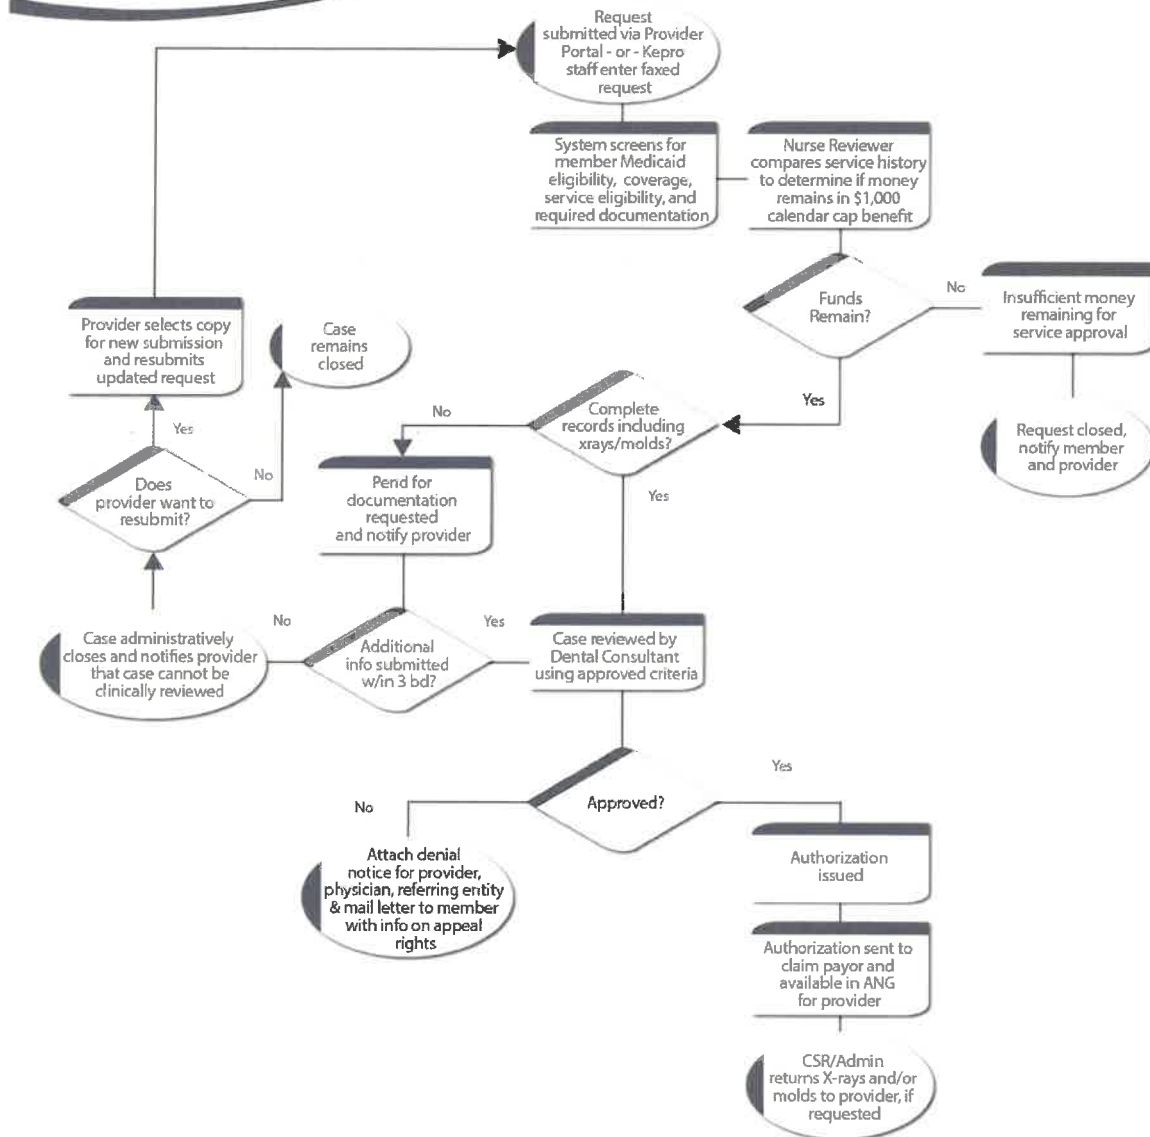 Request
submitted via Provider
Portal - or - Kepro
staff enter faxed
request
System screens for
member Medicaid
eligibility, coverage,
service eligibility, and
required documentation
Nurse Reviewer
compares service history
to determine if money
remains in $1,000
calendar cap benefit
Funds
Remain?
No
Insufficient money
remaining for
service approval
Request closed,
notify member
and provider
Yes
Complete
records including
xrays/molds?
No
Pend for
documentation
requested
and notify provider
Yes
Additional
info submitted
w/in 3 bd?
No
Case administratively
closes and notifies provider
that case cannot be
clinically reviewed
Does
provider want to
resubmit?
No
Case
remains
closed
Yes
Provider selects copy
for new submission
and resubmits
updated request
Yes
Case reviewed by
Dental Consultant
using approved criteria
Approved?
No
Attach denial
notice for provider,
physician, referring entity
& mail letter to member
with info on appeal
rights
Yes
Authorization
issued
Authorization sent to
claim payor and
available in ANG
for provider
CSR/Admin
returns X-rays and/or
molds to provider, if
requested